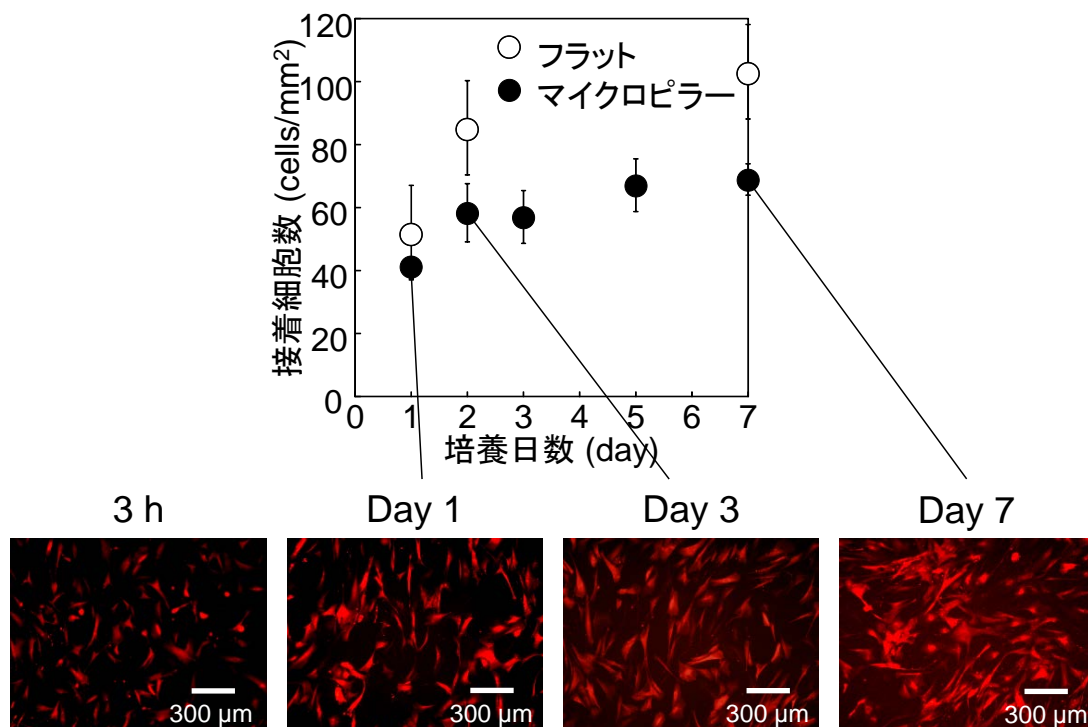 接着細胞数 (cells/mm²)
120
100
80
60
40
20
0
フラット
マイクロピラー
0 1 2 3 4 5 6 7
培養日数 (day)
3 h Day 1 Day 3 Day 7
300 μm 300 μm 300 μm 300 μm